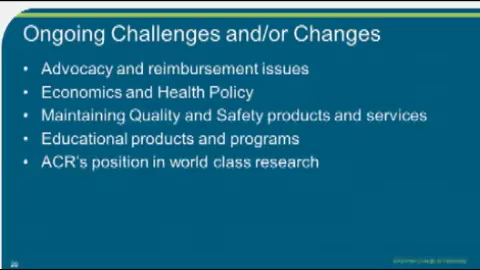 Ongoing Challenges and/or Changes
• Advocacy and reimbursement issues
• Economics and Health Policy
• Maintaining Quality and Safety products and services
• Educational products and programs
• ACR's position in world class research